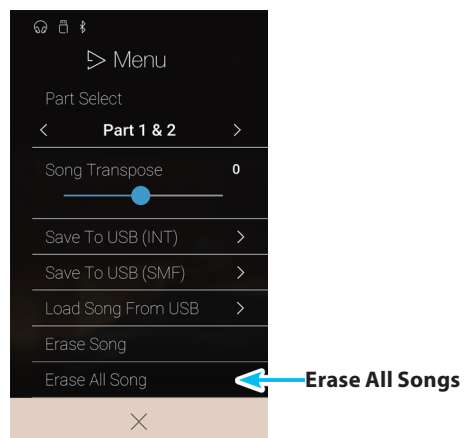 Menu
Part Select
< Part 1 & 2 >
Song Transpose 0
Save To USB (INT) >
Save To USB (SMF) >
Load Song From USB >
Erase Song
Erase All Song
Erase All Songs